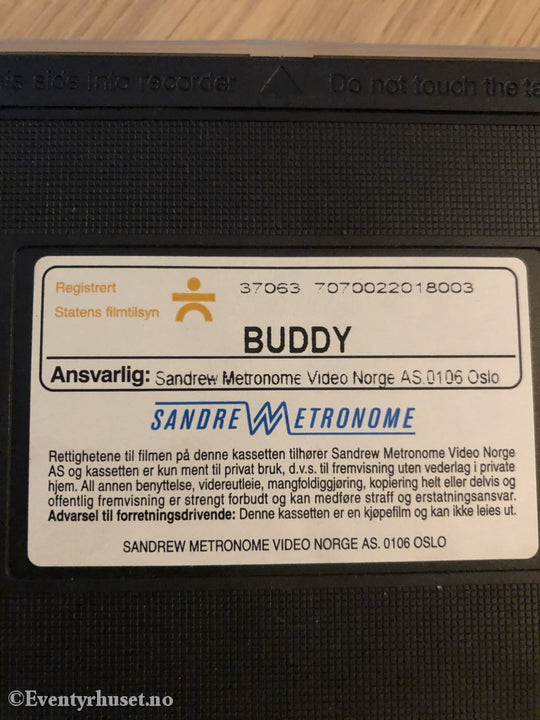 side into recorder Do not touch the ta
Registrert 37063 7070022018003
Statens filmtilsyn
BUDDY
Ansvarlig: Sandrew Metronome Video Norge AS.0106 Oslo
SANDREW METRONOME
Rettighetene til filmen på denne kassetten tilhører Sandrew Metronome Video Norge
AS og kassetten er kun ment til privat bruk, d.v.s. til fremvisning uten vederlag i private
hjem. All annen benyttelse, videreutleie, mangfoldiggjøring, kopiering helt eller delvis og
offentlig fremvisning er strengt forbudt og kan medføre straff og erstatningsansvar.
Advarsel til forretningsdrivende: Denne kassetten er en kjøpefilm og kan ikke leies ut.
SANDREW METRONOME VIDEO NORGE AS. 0106 OSLO
©Eventyrhuset.no